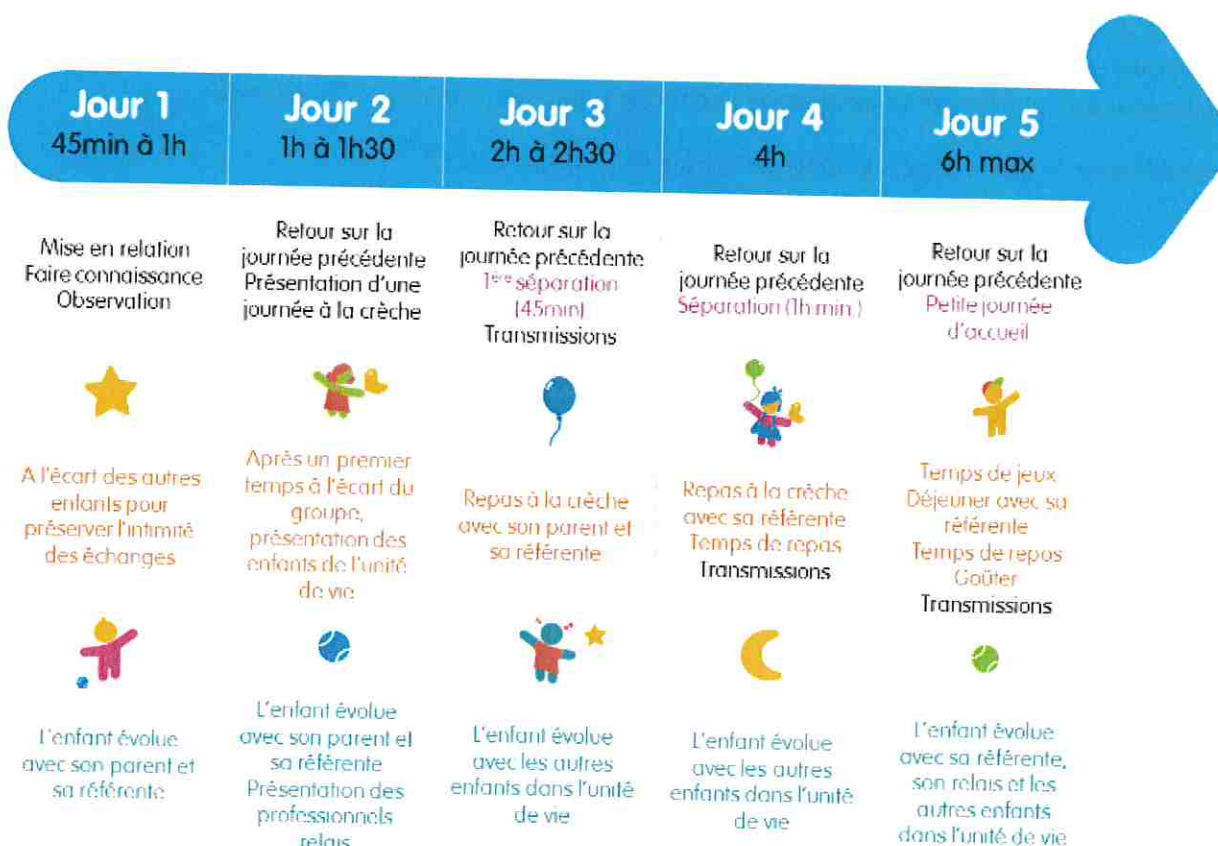 Jour 1
45min à 1h
Mise en relation
Faire connaissance
Observation
A l'écart des autres
enfants pour
préserver l'intimité
des échanges
L'enfant évolue
avec son parent et
sa référente
Jour 2
1h à 1h30
Retour sur la
journée précédente
Présentation d'une
journée à la crèche
Après un premier
temps à l'écart du
groupe,
présentation des
enfants de l'unité
de vie
L'enfant évolue
avec son parent et
sa référente
Présentation des
professionnels
relais
Jour 3
2h à 2h30
Retour sur la
journée précédente
1ère séparation
(45min)
Transmissions
Repas à la crèche
avec son parent et
sa référente
L'enfant évolue
avec les autres
enfants dans l'unité
de vie
Jour 4
4h
Retour sur la
journée précédente
Séparation (1h min.)
Repas à la crèche
avec sa référente
Temps de repas
Transmissions
L'enfant évolue
avec les autres
enfants dans l'unité
de vie
Jour 5
6h max
Retour sur la
journée précédente
Petite journée
d'accueil
Temps de jeux
Déjeuner avec sa
référente
Temps de repos
Goûter
Transmissions
L'enfant évolue
avec sa référente,
son relais et les
autres enfants
dans l'unité de vie